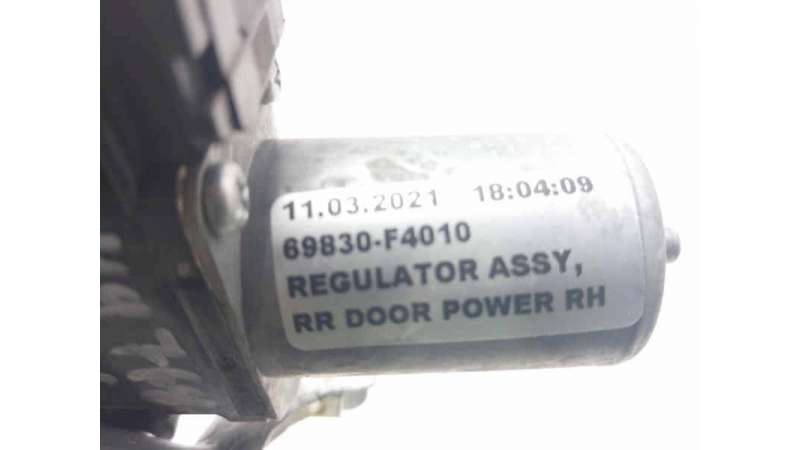 11.03.2021 18:04:09
69830-F4010
REGULATOR ASSY,
RR DOOR POWER RH